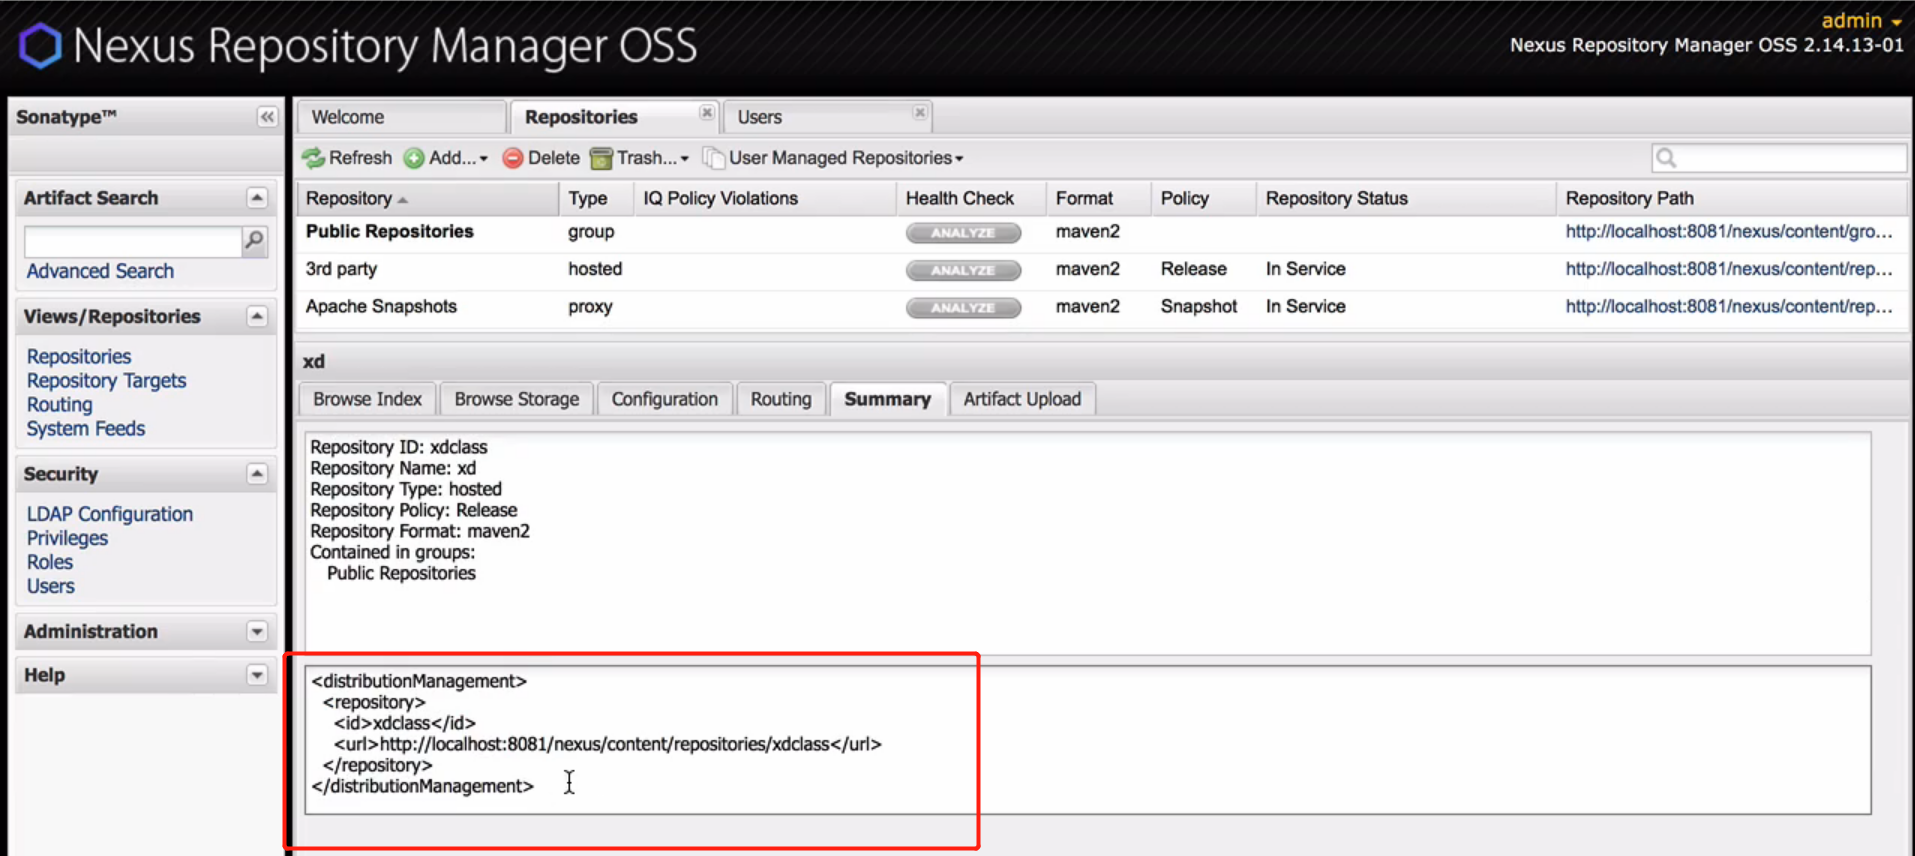 Nexus Repository Manager OSS
admin
Nexus Repository Manager OSS 2.14.13-01
Sonatype™
Artifact Search
Advanced Search
Views/Repositories
Repositories
Repository Targets
Routing
System Feeds
Security
LDAP Configuration
Privileges
Roles
Users
Administration
Help
Welcome Repositories Users
Refresh Add... Delete Trash... User Managed Repositories
Repository Type IQ Policy Violations Health Check Format Policy Repository Status Repository Path
Public Repositories group ANALYZE maven2 http://localhost:8081/nexus/content/gro...
3rd party hosted ANALYZE maven2 Release In Service http://localhost:8081/nexus/content/rep...
Apache Snapshots proxy ANALYZE maven2 Snapshot In Service http://localhost:8081/nexus/content/rep...
xd
Browse Index Browse Storage Configuration Routing Summary Artifact Upload
Repository ID: xdclass
Repository Name: xd
Repository Type: hosted
Repository Policy: Release
Repository Format: maven2
Contained in groups:
Public Repositories
<distributionManagement>
<repository>
<id>xdclass</id>
<url>http://localhost:8081/nexus/content/repositories/xdclass</url>
</repository>
</distributionManagement>